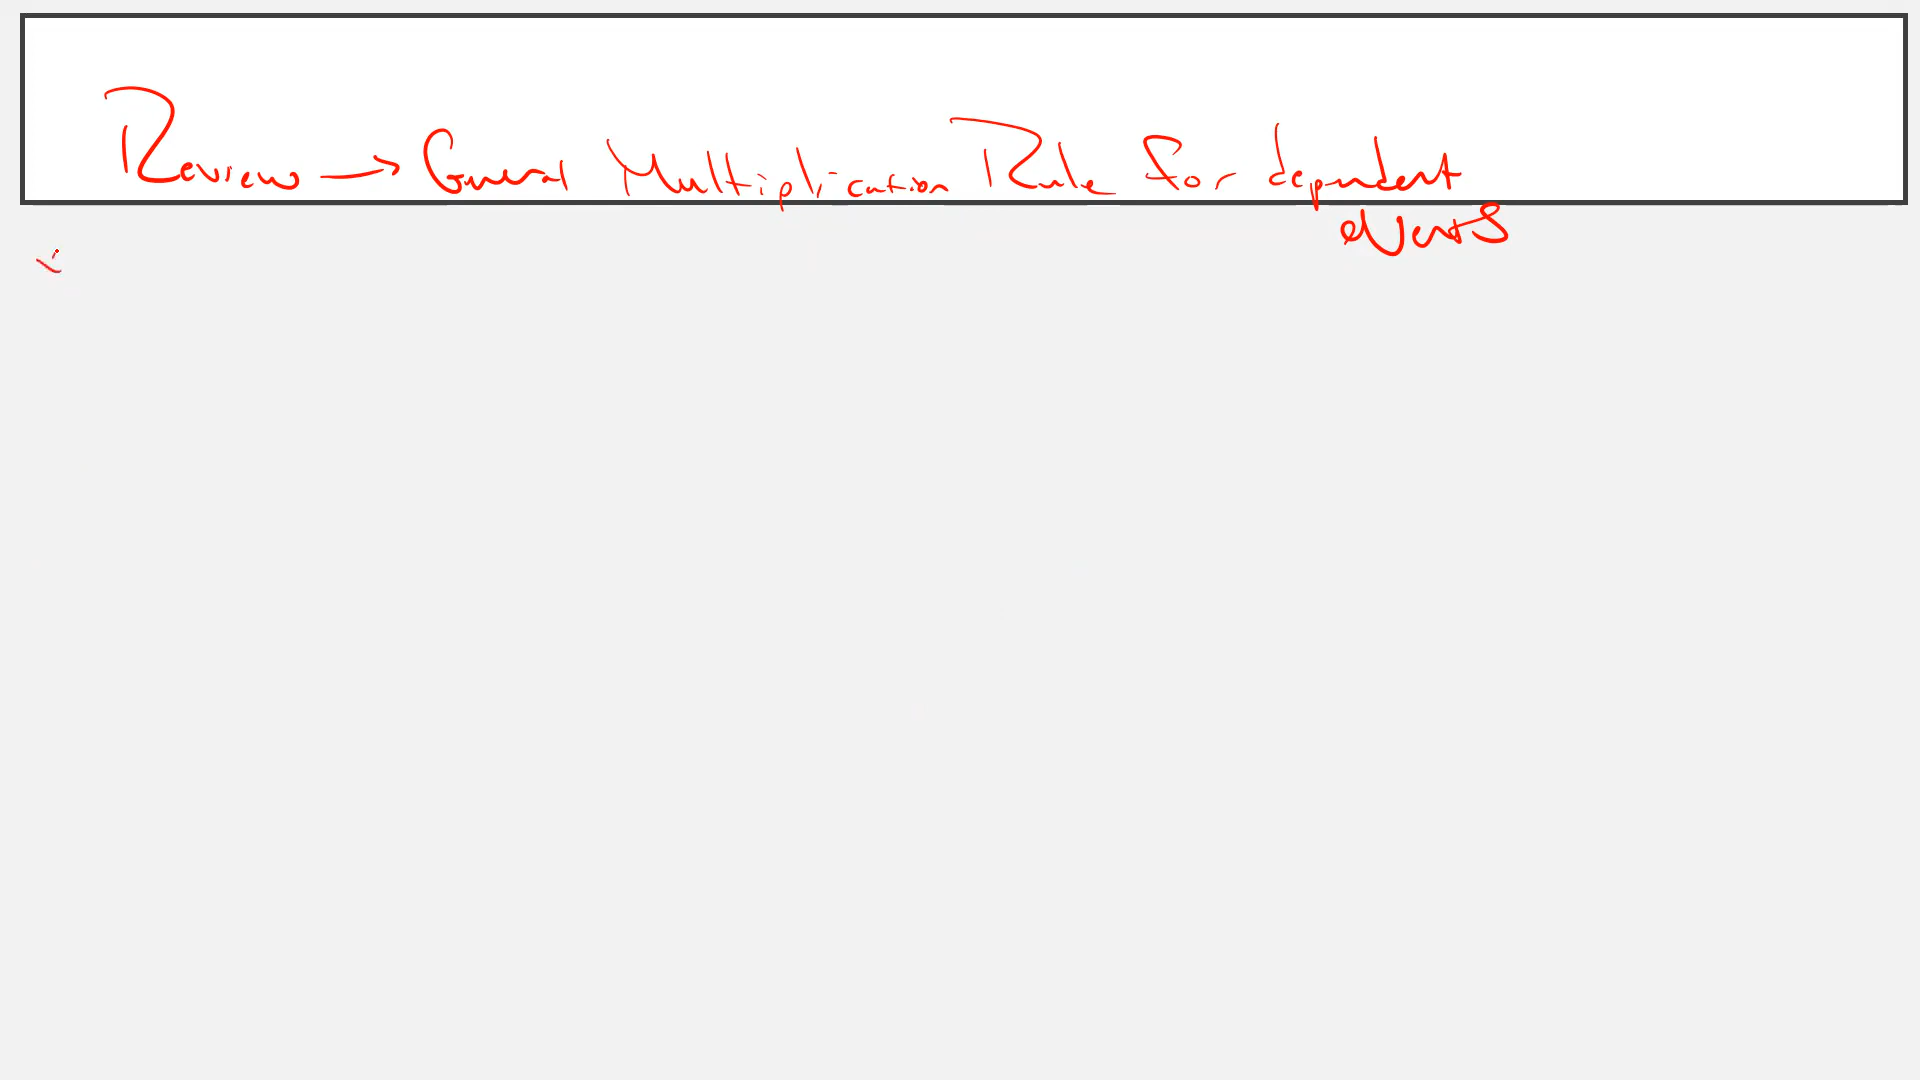 Review → General Multiplication Rule For dependent
events